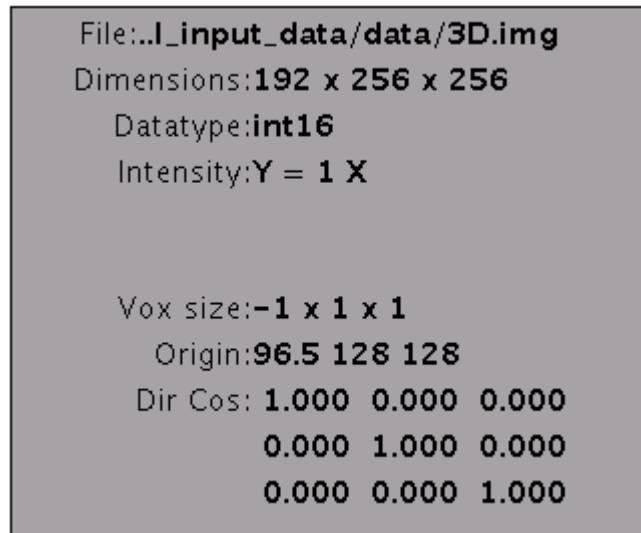 File:..l_input_data/data/3D.img
Dimensions:192 x 256 x 256
Datatype:int16
Intensity:Y = 1 X
Vox size:-1 x 1 x 1
Origin:96.5 128 128
Dir Cos: 1.000 0.000 0.000
0.000 1.000 0.000
0.000 0.000 1.000